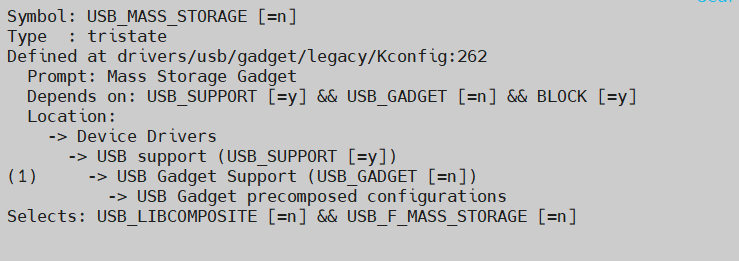 Symbol: USB_MASS_STORAGE [=n]
Type  : tristate
Defined at drivers/usb/gadget/legacy/Kconfig:262
  Prompt: Mass Storage Gadget
  Depends on: USB_SUPPORT [=y] && USB_GADGET [=n] && BLOCK [=y]
  Location:
    -> Device Drivers
      -> USB support (USB_SUPPORT [=y])
(1)     -> USB Gadget Support (USB_GADGET [=n])
          -> USB Gadget precomposed configurations
Selects: USB_LIBCOMPOSITE [=n] && USB_F_MASS_STORAGE [=n]